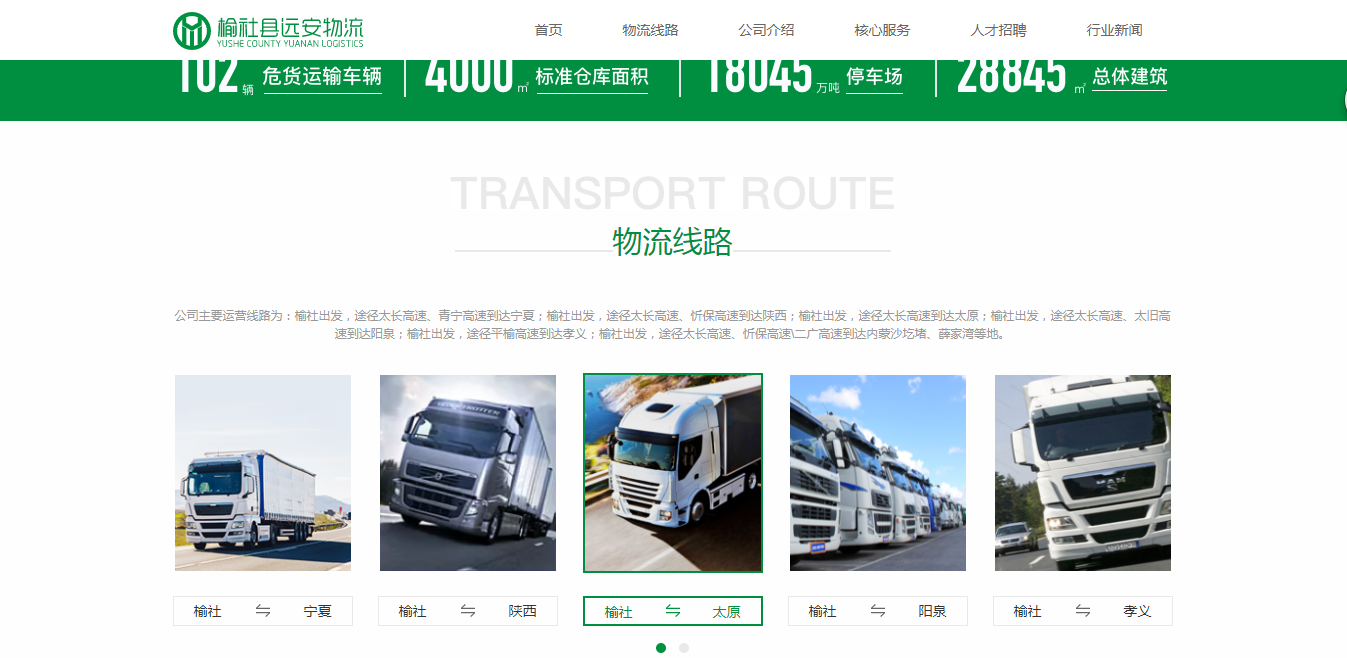 榆社县远安物流
YUSHE COUNTY YUANAN LOGISTICS
首页 物流线路 公司介绍 核心服务 人才招聘 行业新闻
102 辆 危货运输车辆 4000 ㎡ 标准仓库面积 18045 万吨 停车场 28845 ㎡ 总体建筑
TRANSPORT ROUTE
物流线路
公司主要运营线路为：榆社出发，途径太长高速、青宁高速到达宁夏；榆社出发，途径太长高速、忻保高速到达陕西；榆社出发，途径太长高速到达太原；榆社出发，途径太长高速、太旧高
速到达阳泉；榆社出发，途径平榆高速到达孝义；榆社出发，途径太长高速、忻保高速\二广高速到达内蒙沙圪堵、薛家湾等地。
MAN
榆社 ⇋ 宁夏 榆社 ⇋ 陕西 榆社 ⇋ 太原 榆社 ⇋ 阳泉 榆社 ⇋ 孝义